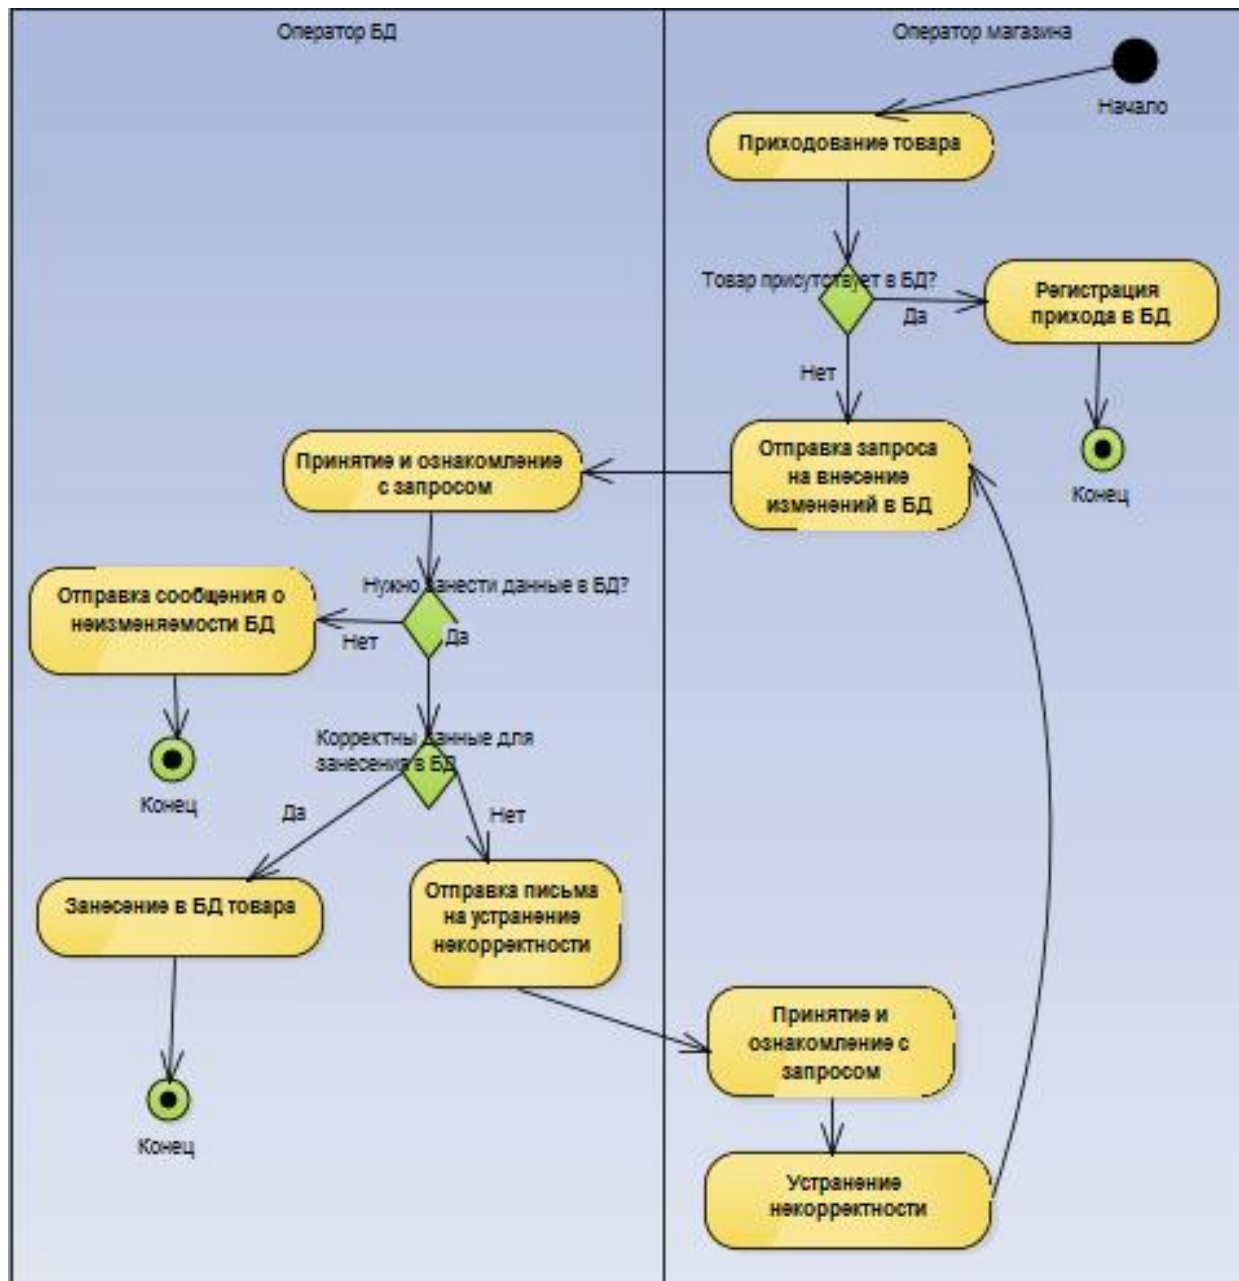 Оператор БД
Оператор магазина
Начало
Приходование товара
Товар присутствует в БД?
Да
Регистрация
прихода в БД
Нет
Конец
Отправка запроса
на внесение
изменений в БД
Принятие и ознакомление
с запросом
Нужно занести данные в БД?
Отправка сообщения о
неизменяемости БД
Нет
Да
Корректны данные для
занесения в БД
Конец
Да
Нет
Занесение в БД товара
Отправка письма
на устранение
некорректности
Принятие и
ознакомление с
запросом
Конец
Устранение
некорректности